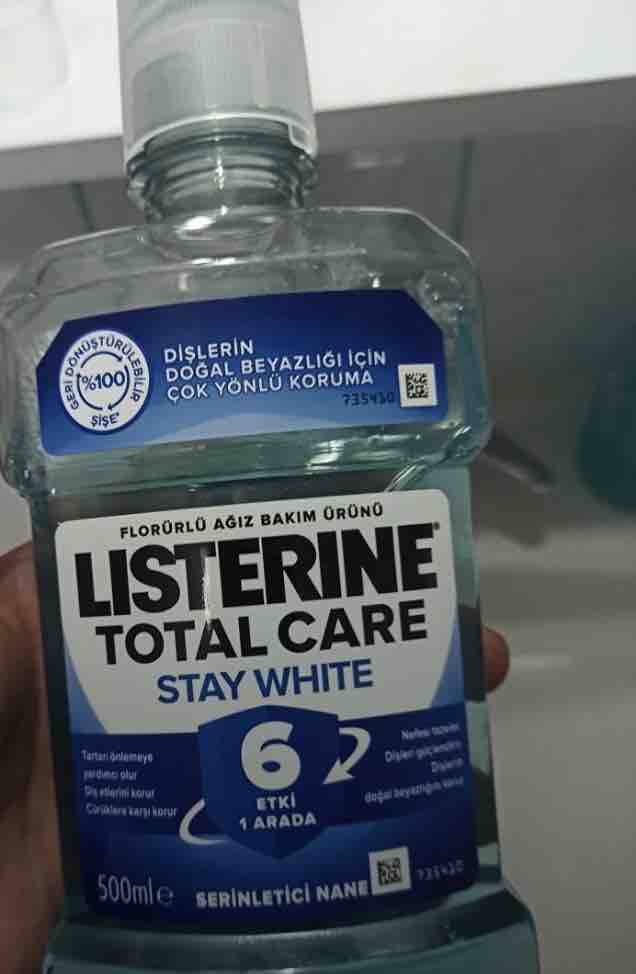 GERİ DÖNÜŞTÜRÜLEBİLİR
%100
ŞİŞE*
DİŞLERİN
DOĞAL BEYAZLIĞI İÇİN
ÇOK YÖNLÜ KORUMA
735430
FLORÜRLÜ AĞIZ BAKIM ÜRÜNÜ
LISTERINE®
TOTAL CARE
STAY WHITE
Tartarı önlemeye
yardımcı olur
Diş etlerini korur
Çürüklere karşı korur
6
ETKİ
1 ARADA
Nefesi tazeler
Dişleri güçlendirir
Dişlerin
doğal beyazlığını korur
500ml e
SERİNLETİCİ NANE
735430